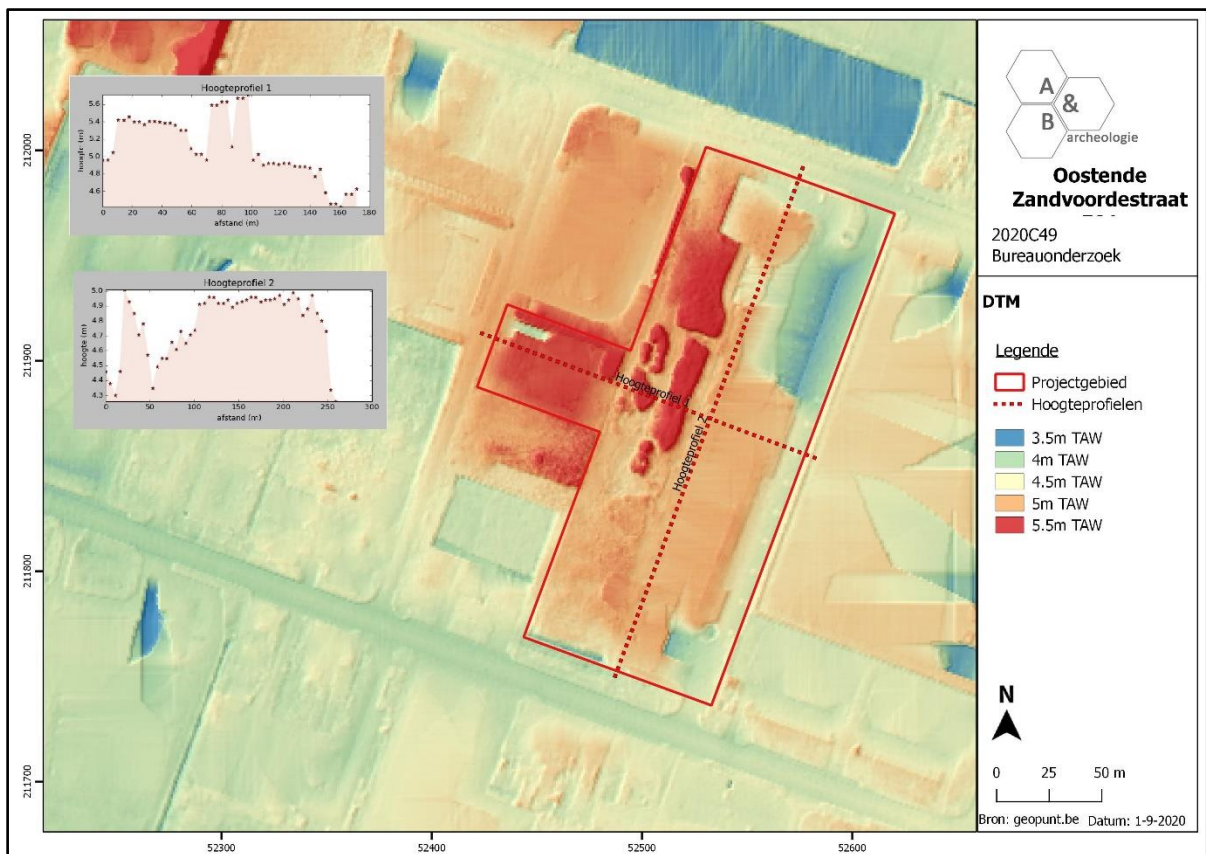 Hoogteprofiel 1
hoogte (m)
5.6
5.4
5.2
5.0
4.8
4.6
0 20 40 60 80 100 120 140 160 180
afstand (m)
Hoogteprofiel 2
hoogte (m)
5.0
4.9
4.8
4.7
4.6
4.5
4.4
4.3
0 50 100 150 200 250 300
afstand (m)
Hoogteprofiel 1
Hoogteprofiel 2
212000
211900
211800
211700
52300 52400 52500 52600
A
&
B
archeologie
Oostende
Zandvoordestraat
2020C49
Bureauonderzoek
DTM
Legende
Projectgebied
Hoogteprofielen
3.5m TAW
4m TAW
4.5m TAW
5m TAW
5.5m TAW
N
0 25 50 m
Bron: geopunt.be Datum: 1-9-2020